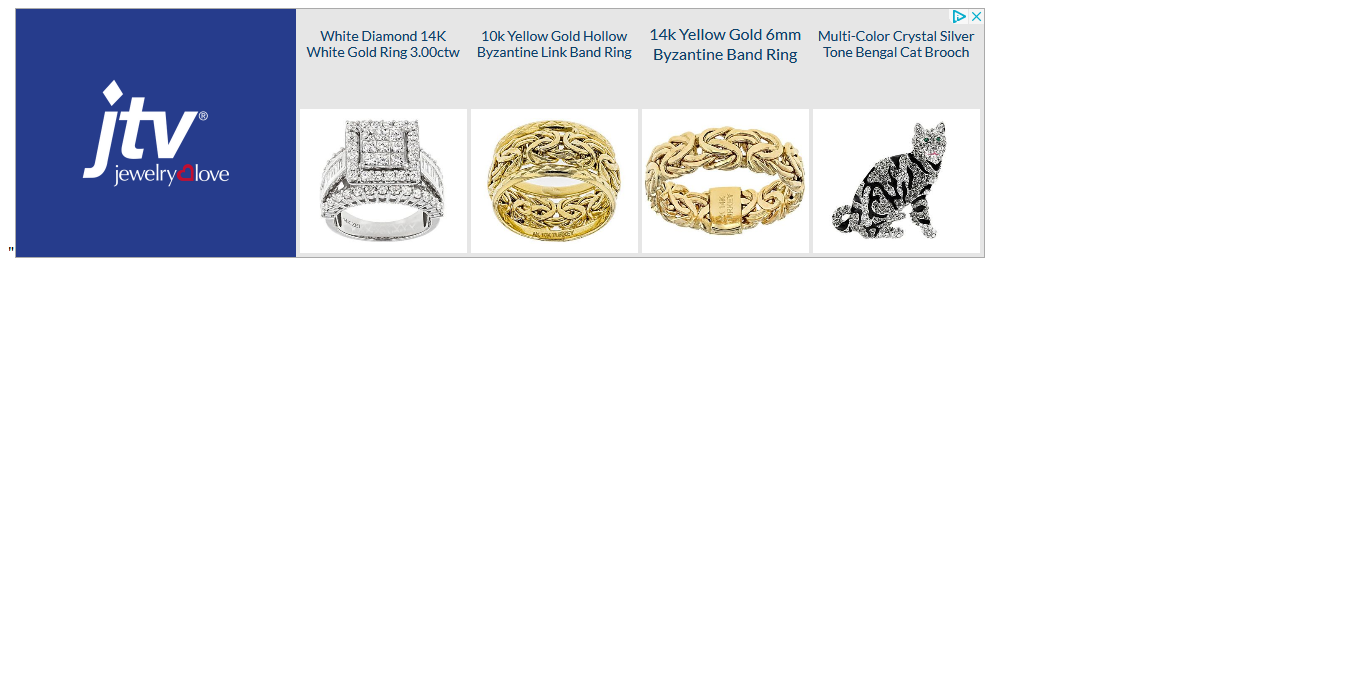 White Diamond 14K
White Gold Ring 3.00ctw
10k Yellow Gold Hollow
Byzantine Link Band Ring
14k Yellow Gold 6mm
Byzantine Band Ring
Multi-Color Crystal Silver
Tone Bengal Cat Brooch
jtv®
jewelry love
"